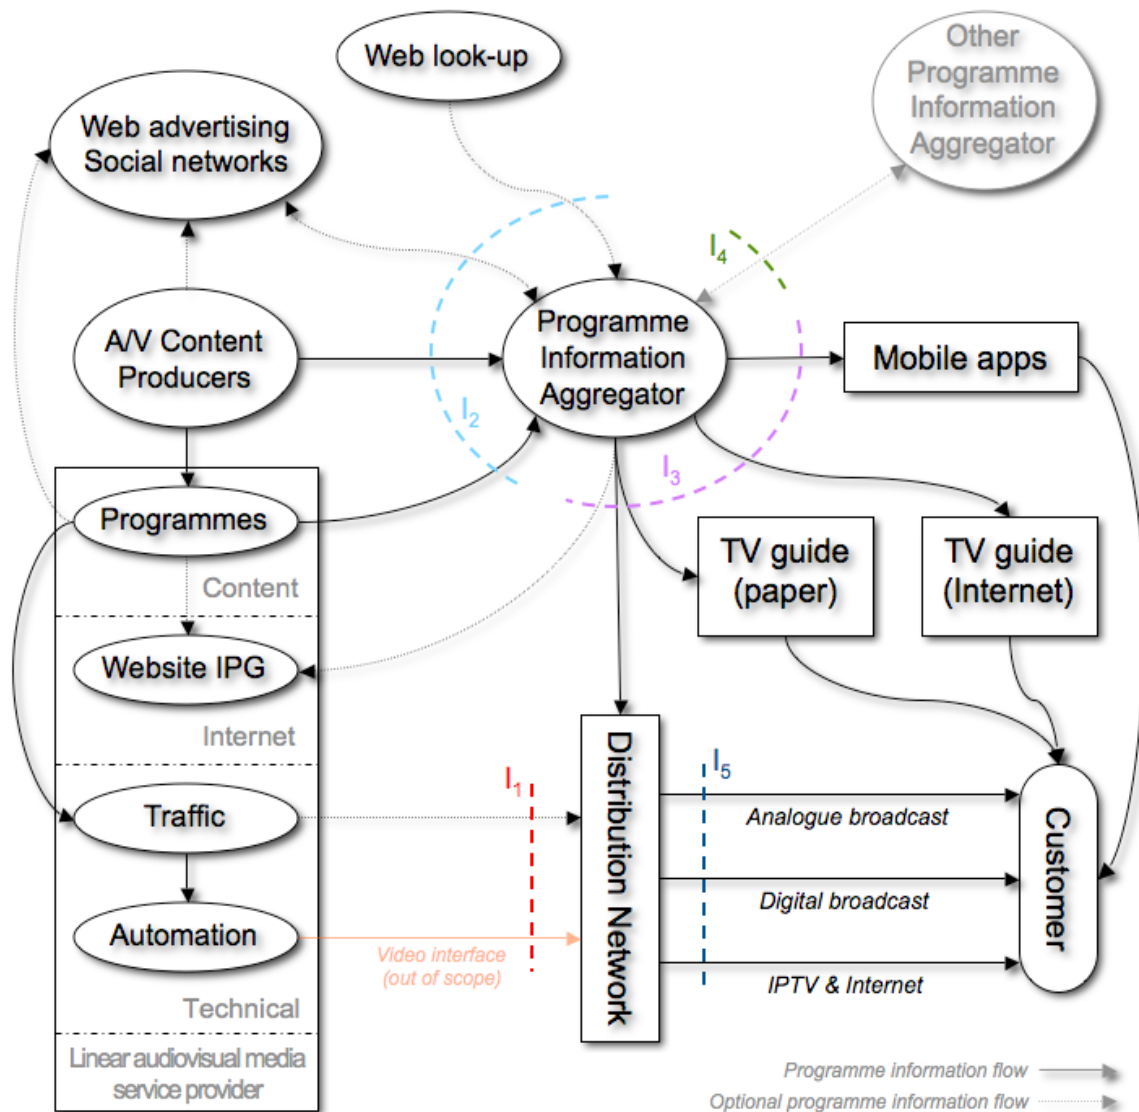 Web look-up
Other
Programme
Information
Aggregator
Web advertising
Social networks
I4
A/V Content
Producers
Programme
Information
Aggregator
Mobile apps
I2
I3
Programmes
Content
TV guide
(paper)
TV guide
(Internet)
Website IPG
Internet
Distribution Network
I1
I5
Traffic
Analogue broadcast
Customer
Automation
Video interface
(out of scope)
Digital broadcast
IPTV & Internet
Technical
Linear audiovisual media
service provider
Programme information flow
Optional programme information flow